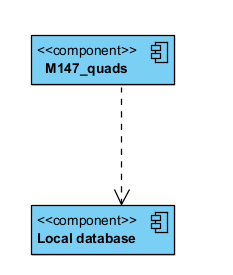 <<component>>
M147_quads
<<component>>
Local database